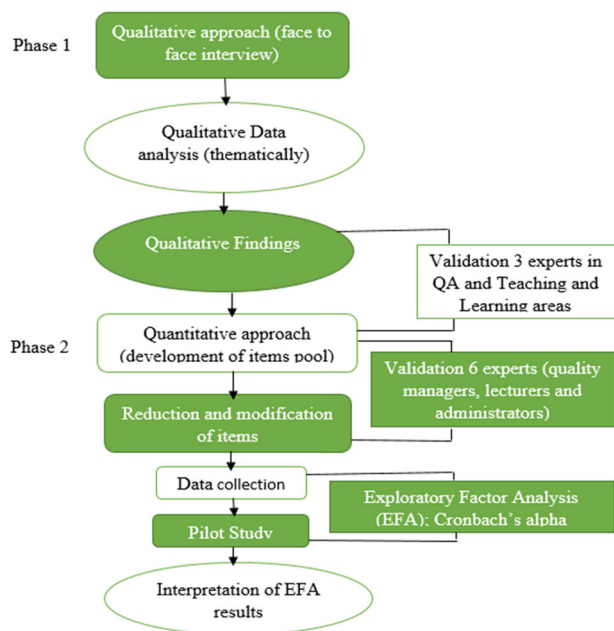 Phase 1
Qualitative approach (face to
face interview)
Qualitative Data
analysis (thematically)
Qualitative Findings
Validation 3 experts in
QA and Teaching and
Learning areas
Phase 2
Quantitative approach
(development of items pool)
Validation 6 experts (quality
managers, lecturers and
administrators)
Reduction and modification
of items
Data collection
Exploratory Factor Analysis
(EFA); Cronbach's alpha
Pilot Study
Interpretation of EFA
results